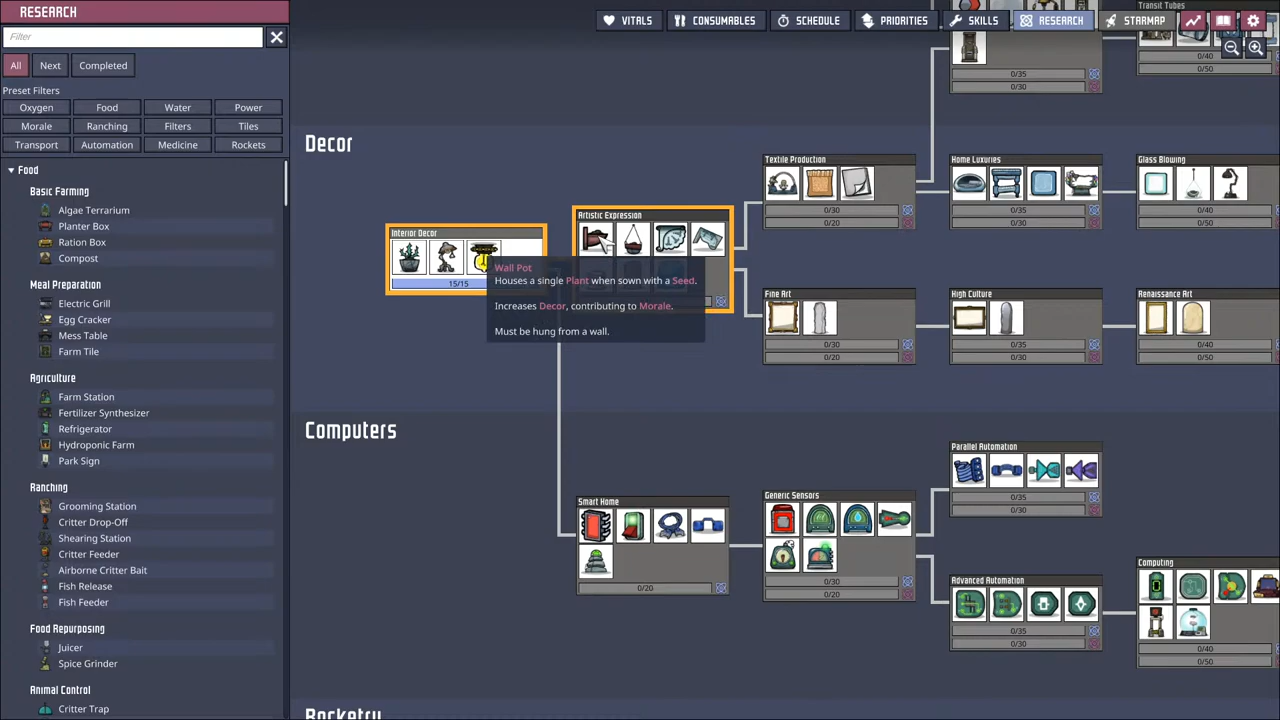 RESEARCH
VITALS
CONSUMABLES
SCHEDULE
PRIORITIES
SKILLS
RESEARCH
STARMAP
Filter
All
Next
Completed
Preset Filters
Oxygen
Food
Water
Power
Morale
Ranching
Filters
Tiles
Transport
Automation
Medicine
Rockets
Food
Basic Farming
Algae Terrarium
Planter Box
Ration Box
Compost
Meal Preparation
Electric Grill
Egg Cracker
Mess Table
Farm Tile
Agriculture
Farm Station
Fertilizer Synthesizer
Refrigerator
Hydroponic Farm
Park Sign
Ranching
Grooming Station
Critter Drop-Off
Shearing Station
Critter Feeder
Airborne Critter Bait
Fish Release
Fish Feeder
Food Repurposing
Juicer
Spice Grinder
Animal Control
Critter Trap
0/35
0/30
Transit Tubes
0/40
0/50
Decor
Interior Decor
15/15
Artistic Expression
Wall Pot
Houses a single Plant when sown with a Seed.
Increases Decor, contributing to Morale.
Must be hung from a wall.
Textile Production
0/30
0/20
Home Luxuries
0/35
0/30
Glass Blowing
0/40
0/50
Fine Art
0/30
0/20
High Culture
0/35
0/30
Renaissance Art
0/40
0/50
Computers
Smart Home
0/20
Generic Sensors
0/30
0/20
Parallel Automation
0/35
0/30
Advanced Automation
0/35
0/30
Computing
0/40
0/50
Rocketry